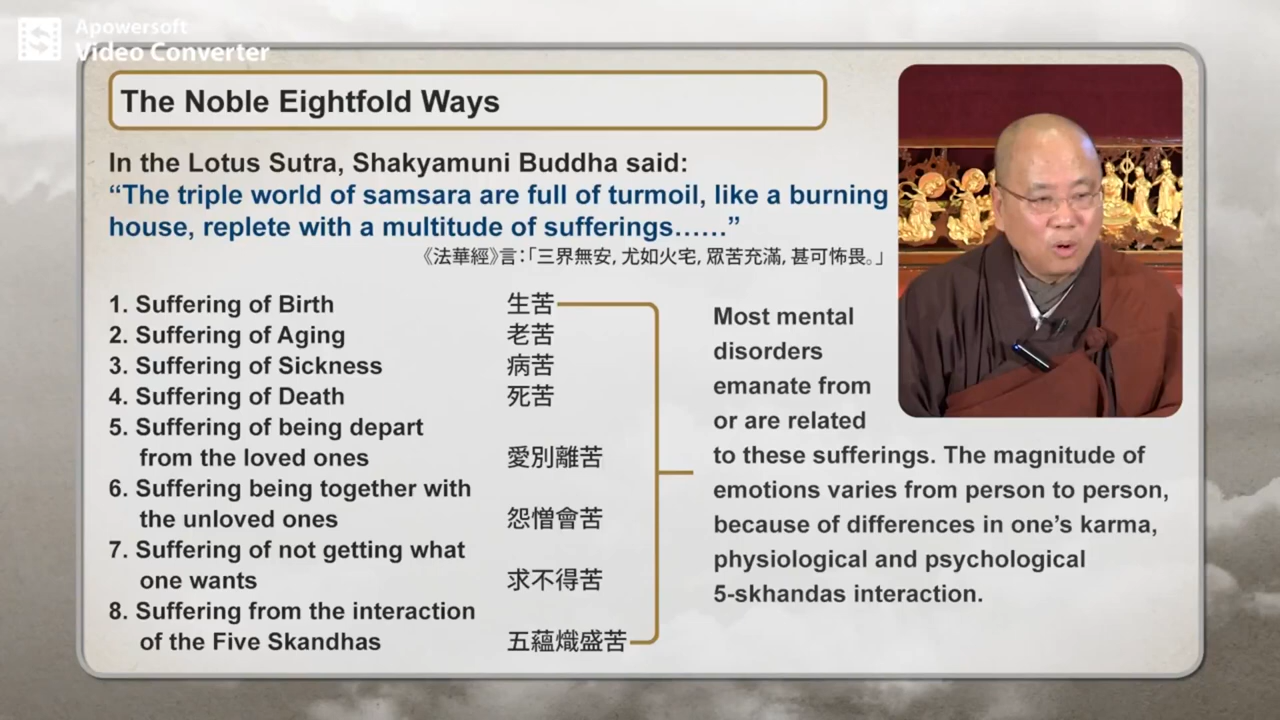 Apowersoft
Video Converter
The Noble Eightfold Ways
In the Lotus Sutra, Shakyamuni Buddha said:
“The triple world of samsara are full of turmoil, like a burning
house, replete with a multitude of sufferings……”
《法華經》言：「三界無安, 尤如火宅, 眾苦充滿, 甚可怖畏。」
1. Suffering of Birth 生苦
2. Suffering of Aging 老苦
3. Suffering of Sickness 病苦
4. Suffering of Death 死苦
5. Suffering of being depart
from the loved ones 愛別離苦
6. Suffering being together with
the unloved ones 怨憎會苦
7. Suffering of not getting what
one wants 求不得苦
8. Suffering from the interaction
of the Five Skandhas 五蘊熾盛苦
Most mental
disorders
emanate from
or are related
to these sufferings. The magnitude of
emotions varies from person to person,
because of differences in one’s karma,
physiological and psychological
5-skhandas interaction.